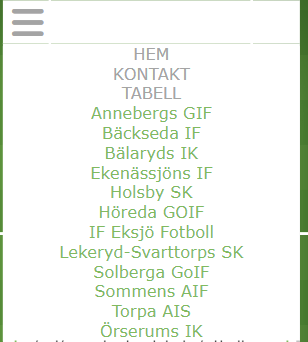 HEM
KONTAKT
TABELL
Annebergs GIF
Bäckseda IF
Bälaryds IK
Ekenässjöns IF
Holsby SK
Höreda GOIF
IF Eksjö Fotboll
Lekeryd-Svarttorps SK
Solberga GoIF
Sommens AIF
Torpa AIS
Örserums IK